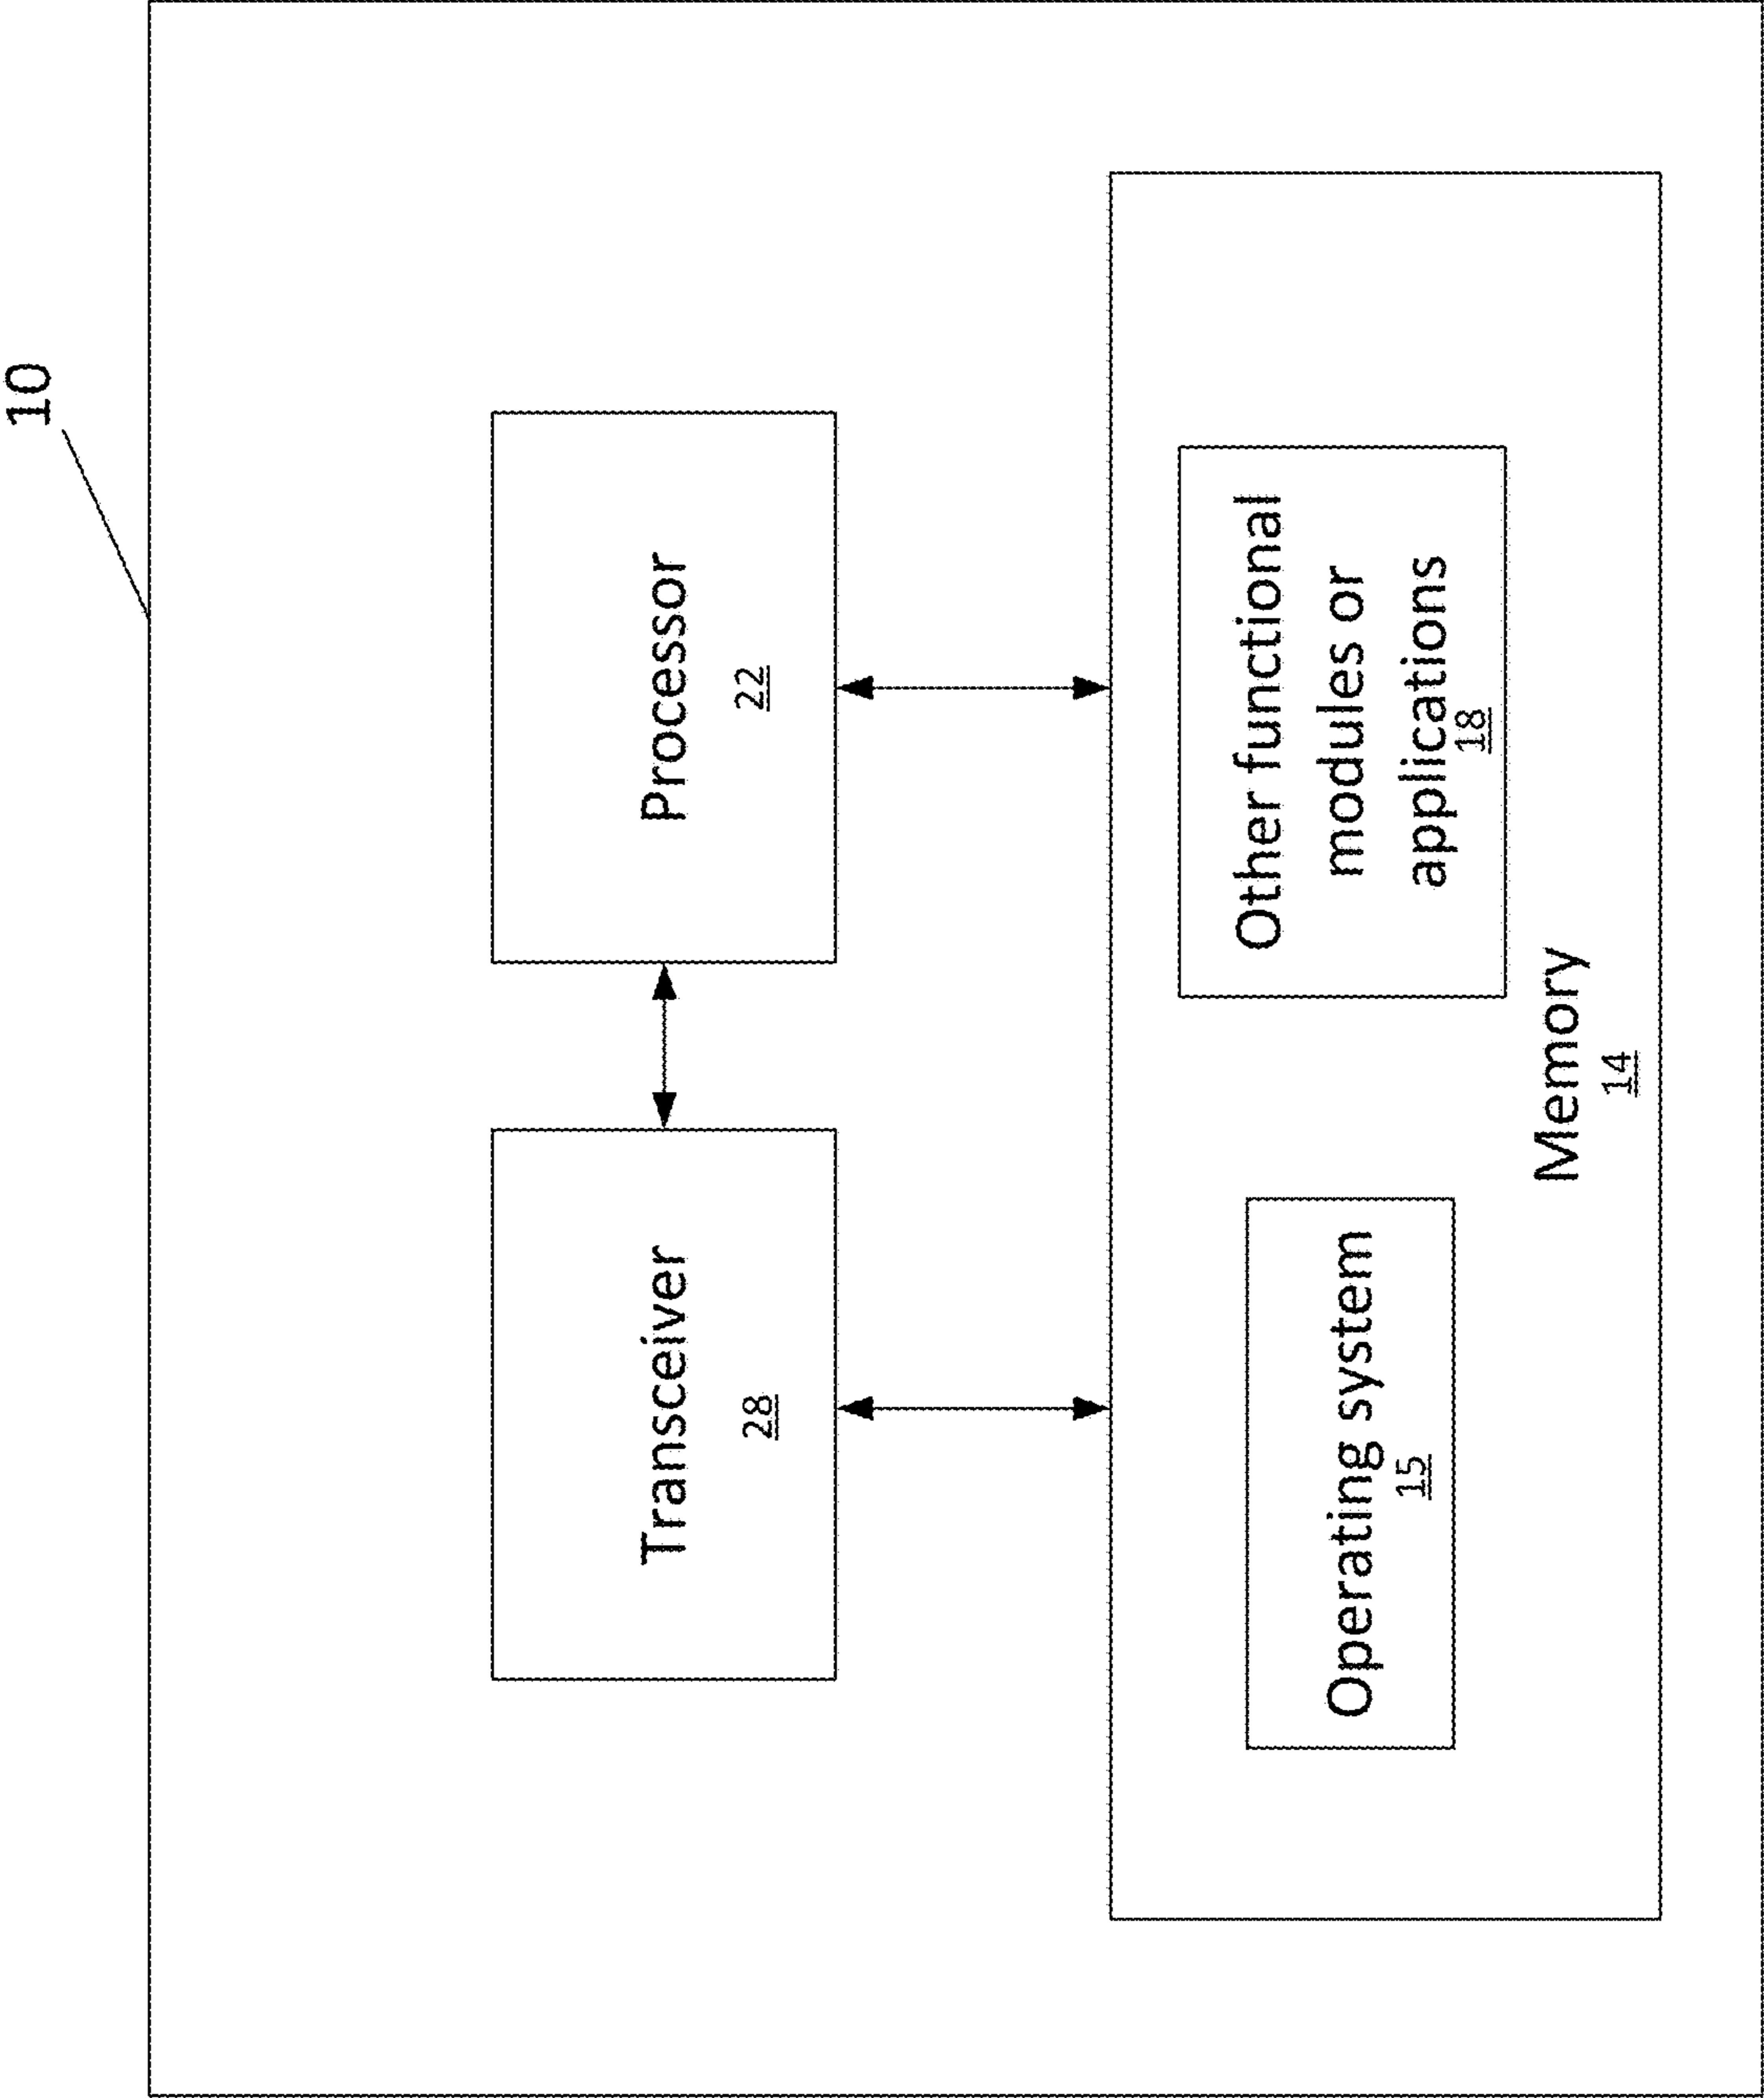 10
Transceiver
28
Processor
22
Operating system
15
Other functional
modules or
applications
18
Memory
14